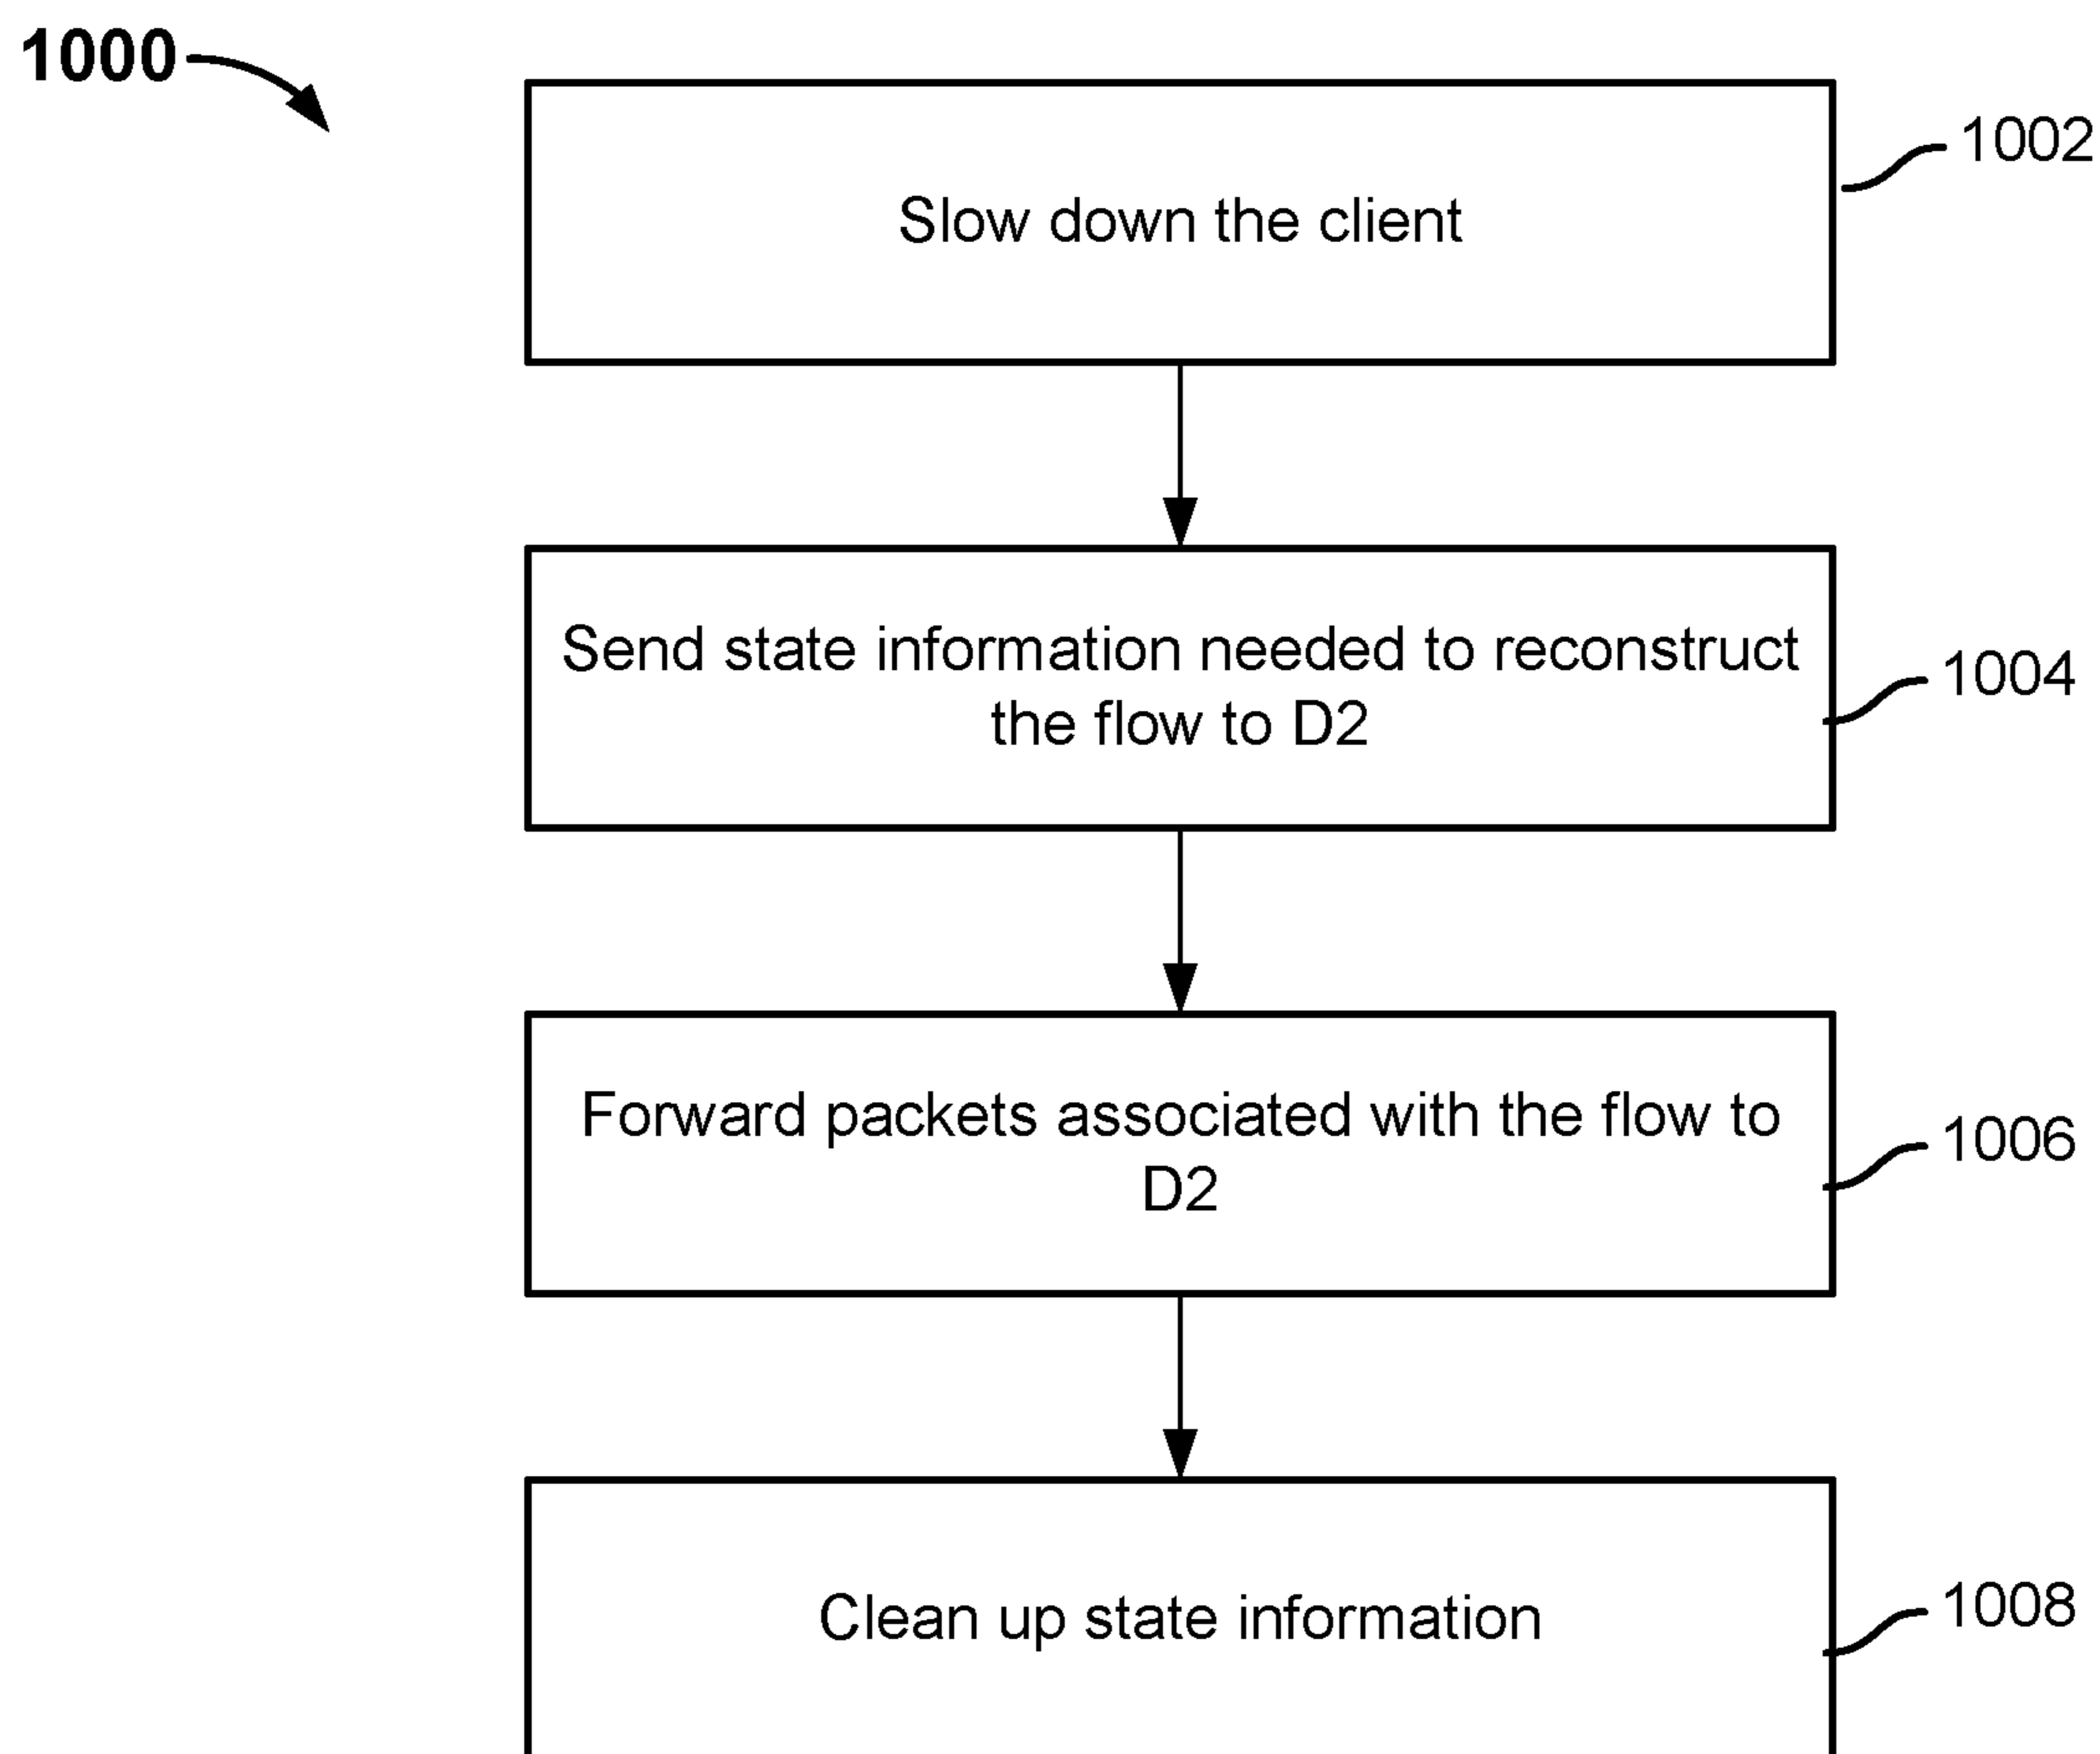 1000
1002
Slow down the client
Send state information needed to reconstruct
the flow to D2
1004
Forward packets associated with the flow to
D2
1006
Clean up state information
1008